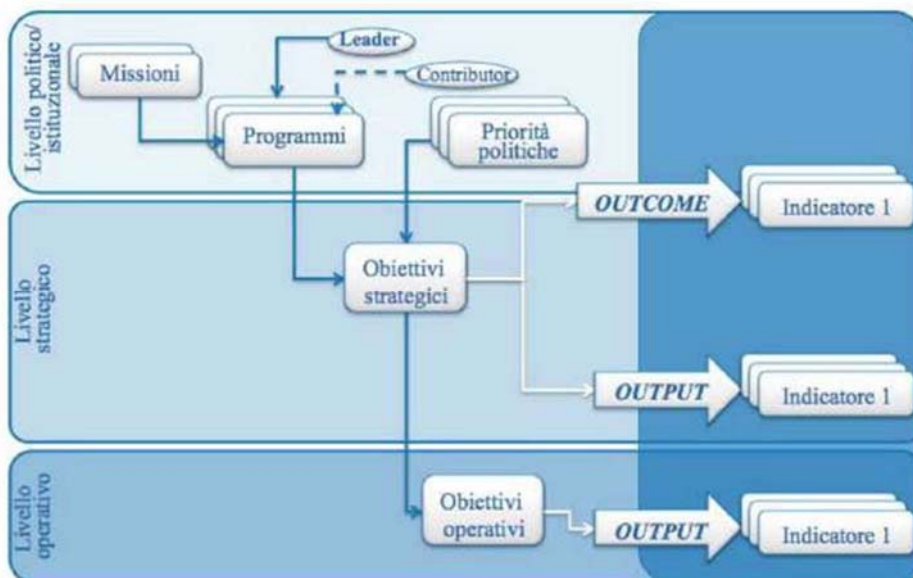 Livello politico/
istituzionale
Missioni
Leader
Contributor
Programmi
Priorità
politiche
OUTCOME
Indicatore 1
Livello
strategico
Obiettivi
strategici
OUTPUT
Indicatore 1
Livello
operativo
Obiettivi
operativi
OUTPUT
Indicatore 1